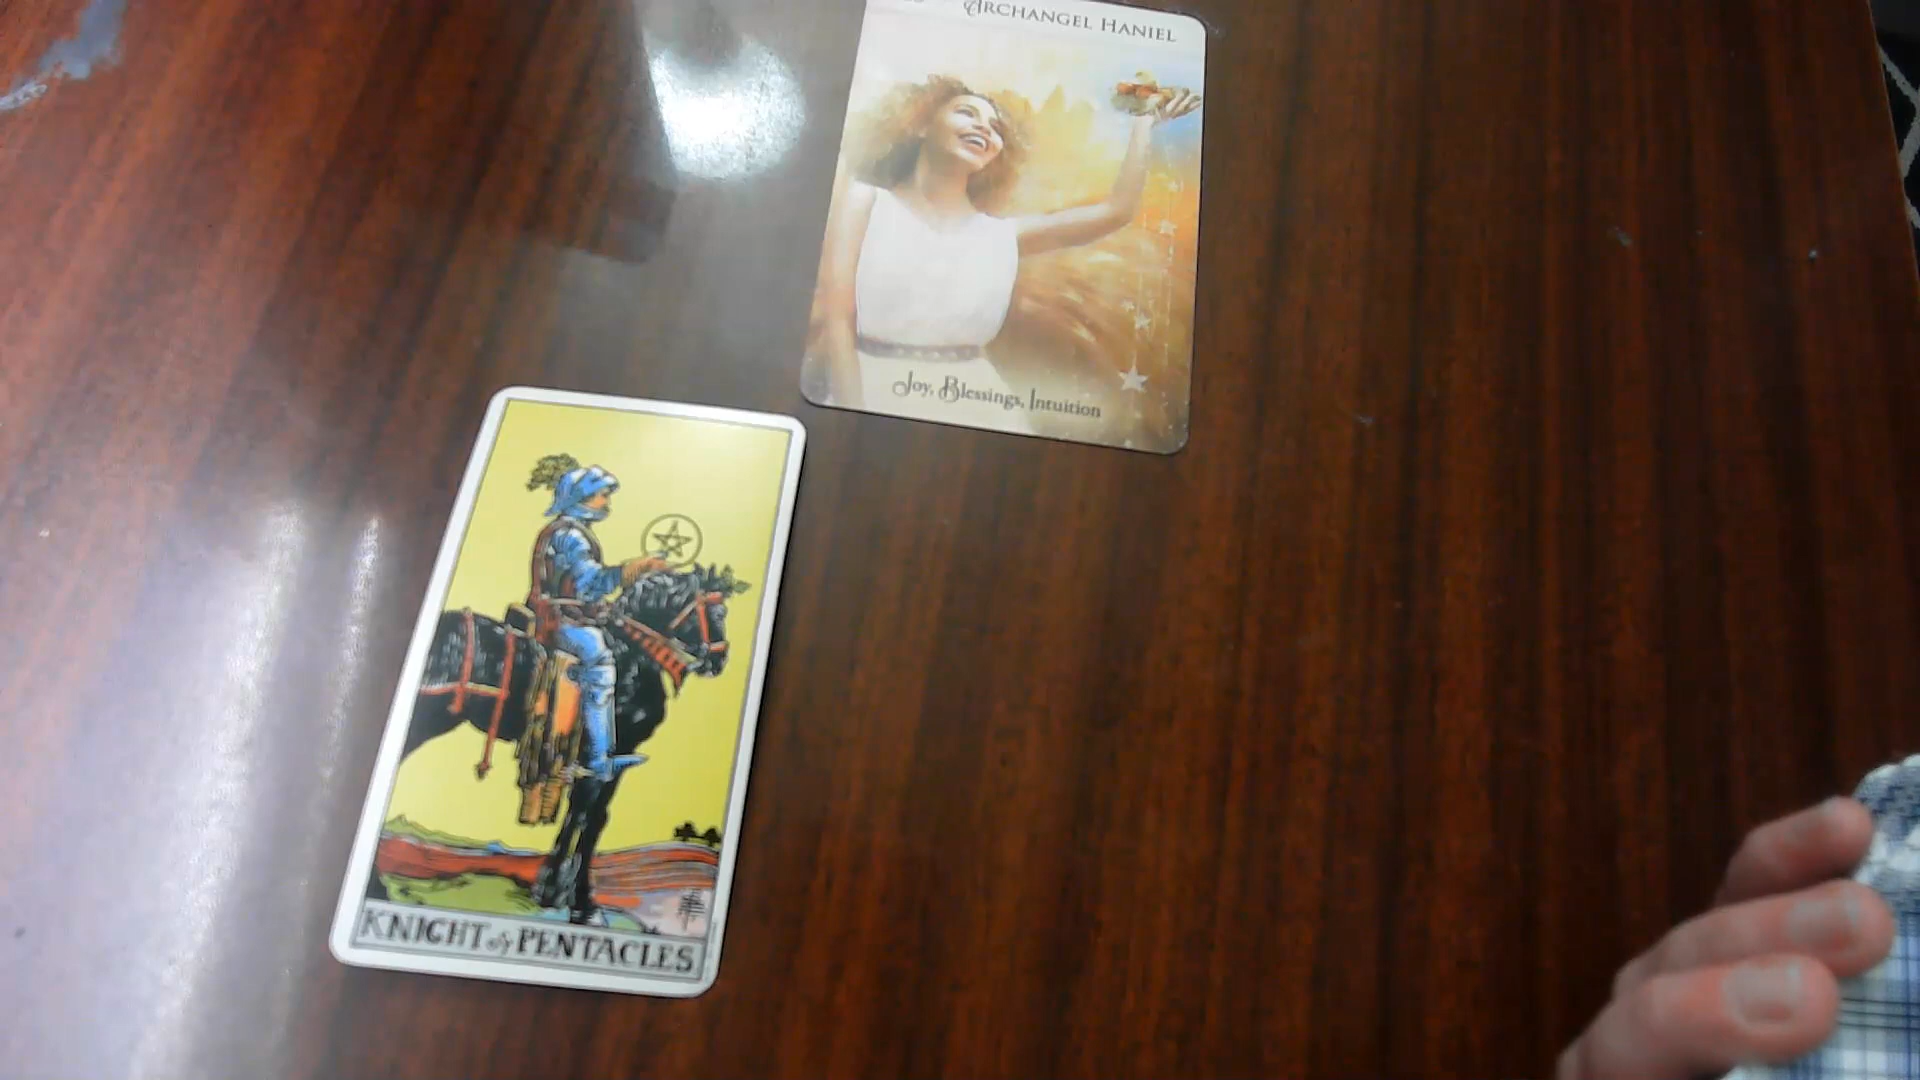 ARCHANGEL HANIEL
Joy, Blessings, Intuition
KNIGHT of PENTACLES